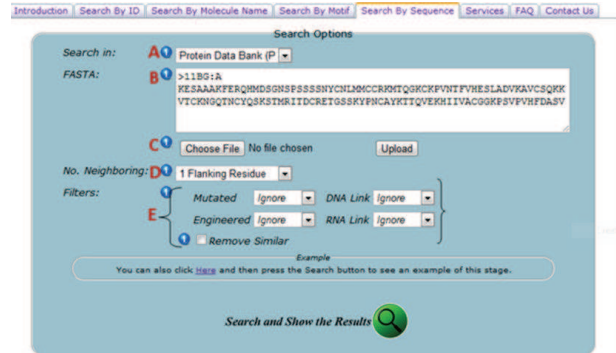 Introduction Search By ID Search By Molecule Name Search By Motif Search By Sequence Services FAQ Contact Us
Search Options
Search in: A Protein Data Bank (P
FASTA: B >11BG:A
KESAAAKFERQHMDSGNSPSSSSNYCNLMMCCRKMTQGKCKPVNTFVHESLADVKAVCSQKK
VTCKNGQTNCYQSKSTMRITDCRETGSSKYPNCAYKTTQVEKHIIVACGGKPSVPVHFDASV
C Choose File No file chosen Upload
No. Neighboring: D 1 Flanking Residue
Filters:
E
Mutated Ignore DNA Link Ignore
Engineered Ignore RNA Link Ignore
Remove Similar
Example
You can also click Here and then press the Search button to see an example of this stage.
Search and Show the Results